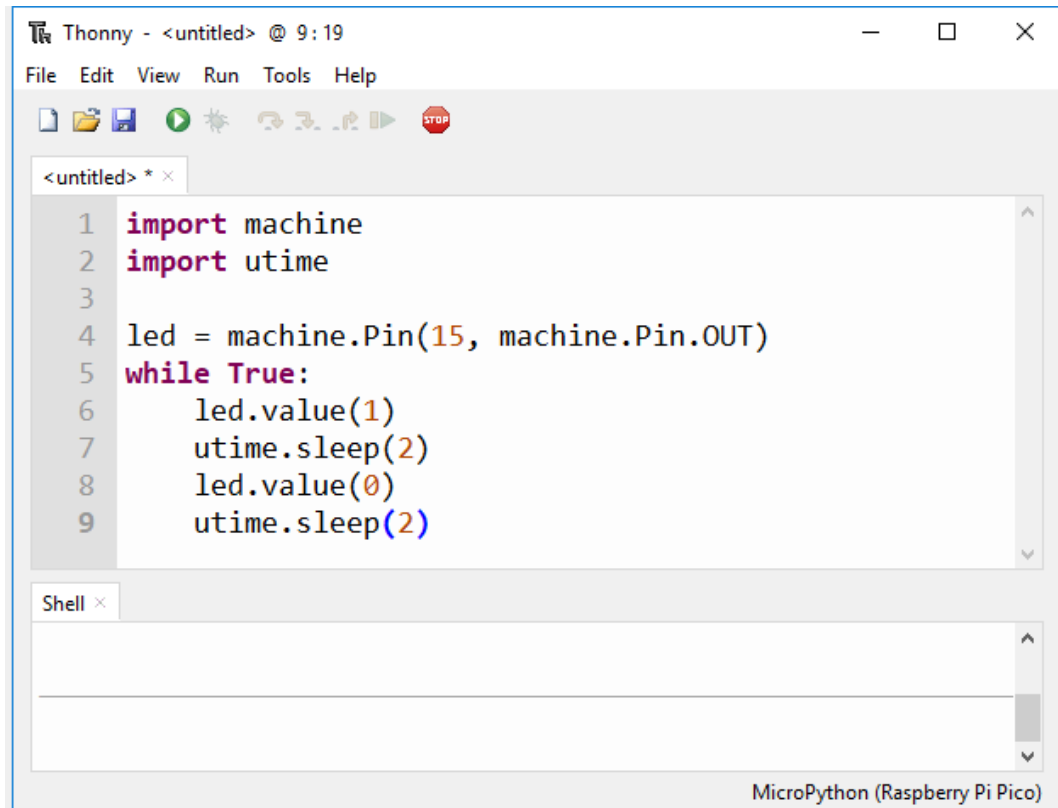 Thonny - <untitled> @ 9:19
File Edit View Run Tools Help
STOP
<untitled> *
1 import machine
2 import utime
3
4 led = machine.Pin(15, machine.Pin.OUT)
5 while True:
6     led.value(1)
7     utime.sleep(2)
8     led.value(0)
9     utime.sleep(2)
Shell
MicroPython (Raspberry Pi Pico)